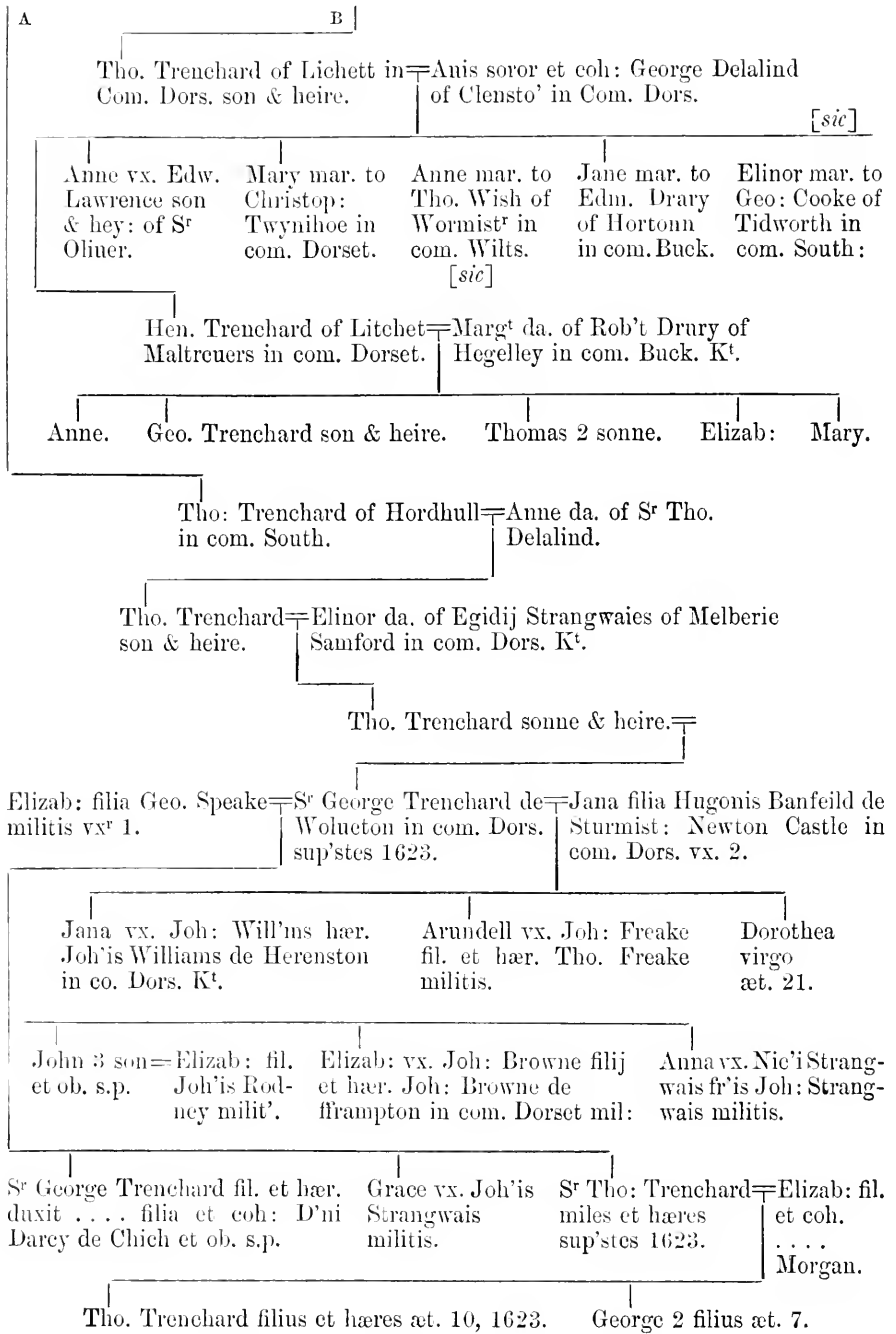 A B
Tho. Trenchard of Lichett in=Anis soror et coh: George Delalind
Com. Dors. son & heire. of Clensto' in Com. Dors.
[sic]
Anne vx. Edw. Mary mar. to Anne mar. to Jane mar. to Elinor mar. to
Lawrence son Christop: Tho. Wish of Edm. Drary Geo: Cooke of
& hey: of Sʳ Twynihoe in Wormistʳ in of Hortonn Tidworth in
Oliuer. com. Dorset. com. Wilts. in com. Buck. com. South:
[sic]
Hen. Trenchard of Litchet=Margᵗ da. of Rob't Drury of
Maltreuers in com. Dorset. Hegelley in com. Buck. Kᵗ.
Anne. Geo. Trenchard son & heire. Thomas 2 sonne. Elizab: Mary.
Tho: Trenchard of Hordhull=Anne da. of Sʳ Tho.
in com. South. Delalind.
Tho. Trenchard=Elinor da. of Egidij Strangwaies of Melberie
son & heire. Samford in com. Dors. Kᵗ.
Tho. Trenchard sonne & heire.=
Elizab: filia Geo. Speake=Sʳ George Trenchard de=Jana filia Hugonis Banfeild de
militis vxʳ 1. Wolueton in com. Dors. Sturmist: Newton Castle in
sup'stes 1623. com. Dors. vx. 2.
Jana vx. Joh: Will'ms hær. Arundell vx. Joh: Freake Dorothea
Joh'is Williams de Herenston fil. et hær. Tho. Freake virgo
in co. Dors. Kᵗ. militis. æt. 21.
John 3 son=Elizab: fil. Elizab: vx. Joh: Browne filij Anna vx. Nic'i Strang-
et ob. s.p. Joh'is Rod- et hær. Joh: Browne de wais fr'is Joh: Strang-
ney milit'. fframpton in com. Dorset mil: wais militis.
Sʳ George Trenchard fil. et hær. Grace vx. Joh'is Sʳ Tho: Trenchard=Elizab: fil.
duxit .... filia et coh: D'ni Strangwais miles et hæres et coh.
Darcy de Chich et ob. s.p. militis. sup'stes 1623. ....
Morgan.
Tho. Trenchard filius et hæres æt. 10, 1623. George 2 filius æt. 7.